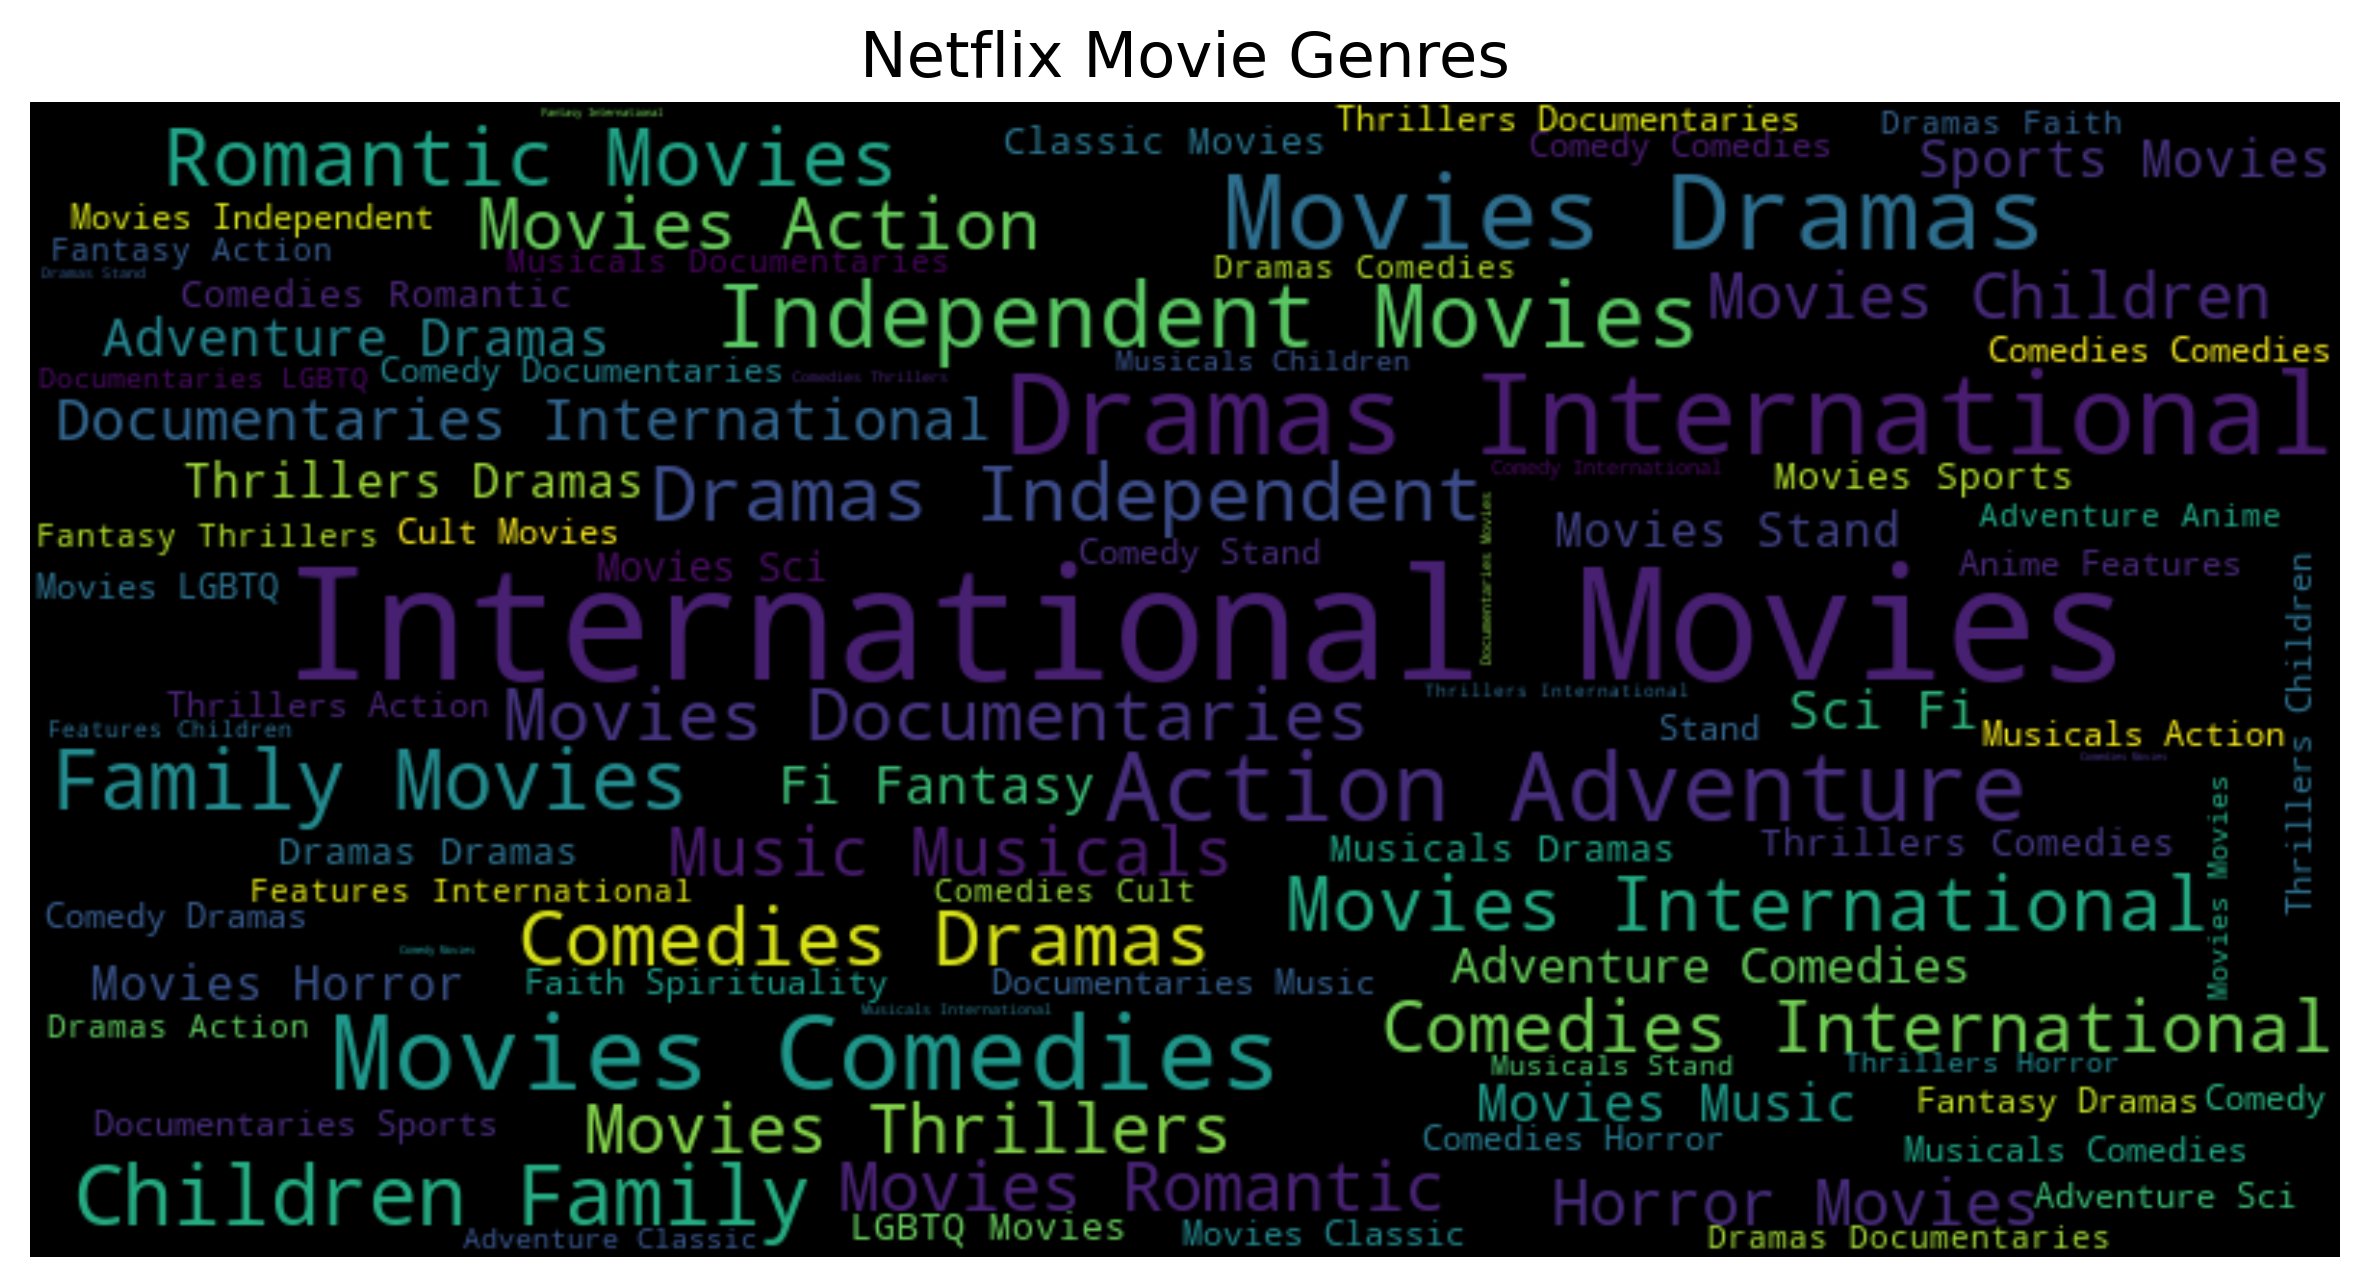 Netflix Movie Genres
Fantasy International
Thrillers Documentaries
Dramas Faith
Romantic Movies
Classic Movies
Comedy Comedies
Sports Movies
Movies Independent
Movies Action
Movies Dramas
Fantasy Action
Musicals Documentaries
Dramas Stand
Dramas Comedies
Comedies Romantic
Independent Movies
Movies Children
Adventure Dramas
Comedies Comedies
Musicals Children
Documentaries LGBTQ
Comedy Documentaries
Comedies Thrillers
Documentaries International
Dramas International
Thrillers Dramas
Dramas Independent
Comedy International
Movies Sports
Documentaries Movies
Fantasy Thrillers
Cult Movies
Movies Stand
Adventure Anime
Comedy Stand
Movies Sci
Anime Features
Movies LGBTQ
International Movies
Thrillers Children
Thrillers Action
Movies Documentaries
Thrillers International
Sci Fi
Features Children
Stand
Musicals Action
Comedies Movies
Family Movies
Fi Fantasy
Action Adventure
Movies Movies
Dramas Dramas
Music Musicals
Musicals Dramas
Thrillers Comedies
Features International
Comedies Cult
Movies International
Comedy Dramas
Comedies Dramas
Comedy Movies
Adventure Comedies
Movies Horror
Faith Spirituality
Documentaries Music
Musicals International
Dramas Action
Movies Comedies
Comedies International
Musicals Stand
Thrillers Horror
Movies Music
Fantasy Dramas
Comedy
Documentaries Sports
Movies Thrillers
Comedies Horror
Musicals Comedies
Children Family
Movies Romantic
Horror Movies
Adventure Sci
Adventure Classic
LGBTQ Movies
Movies Classic
Dramas Documentaries